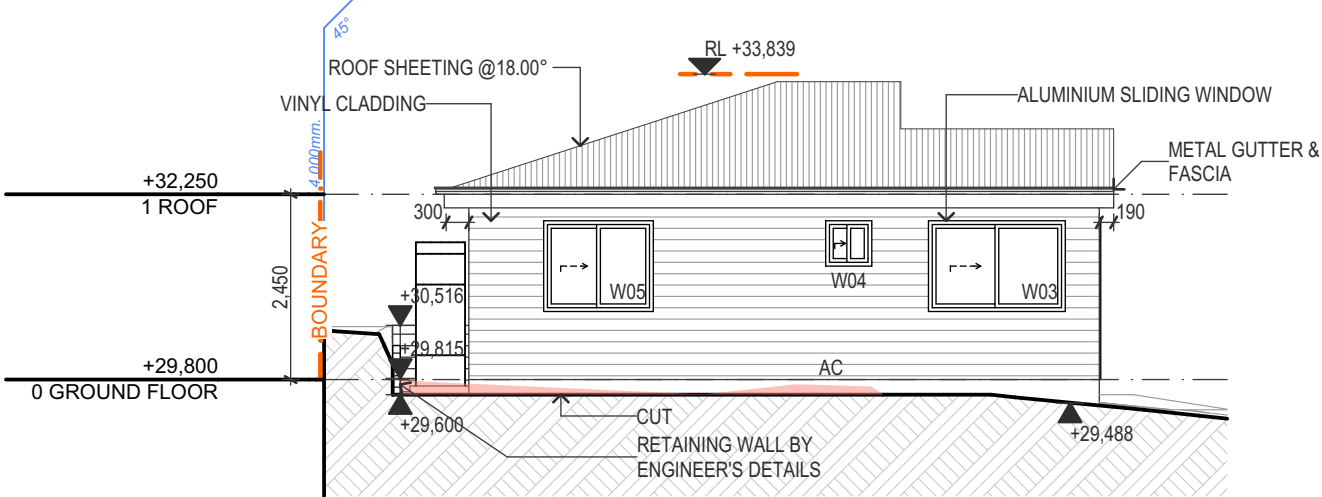 45°
RL +33,839
ROOF SHEETING @18.00°
VINYL CLADDING
ALUMINIUM SLIDING WINDOW
4,000mm.
METAL GUTTER &
FASCIA
+32,250
1 ROOF
300
190
BOUNDARY
2,450
W05
W04
W03
+30,516
+29,815
+29,800
0 GROUND FLOOR
AC
+29,600
CUT
+29,488
RETAINING WALL BY
ENGINEER'S DETAILS